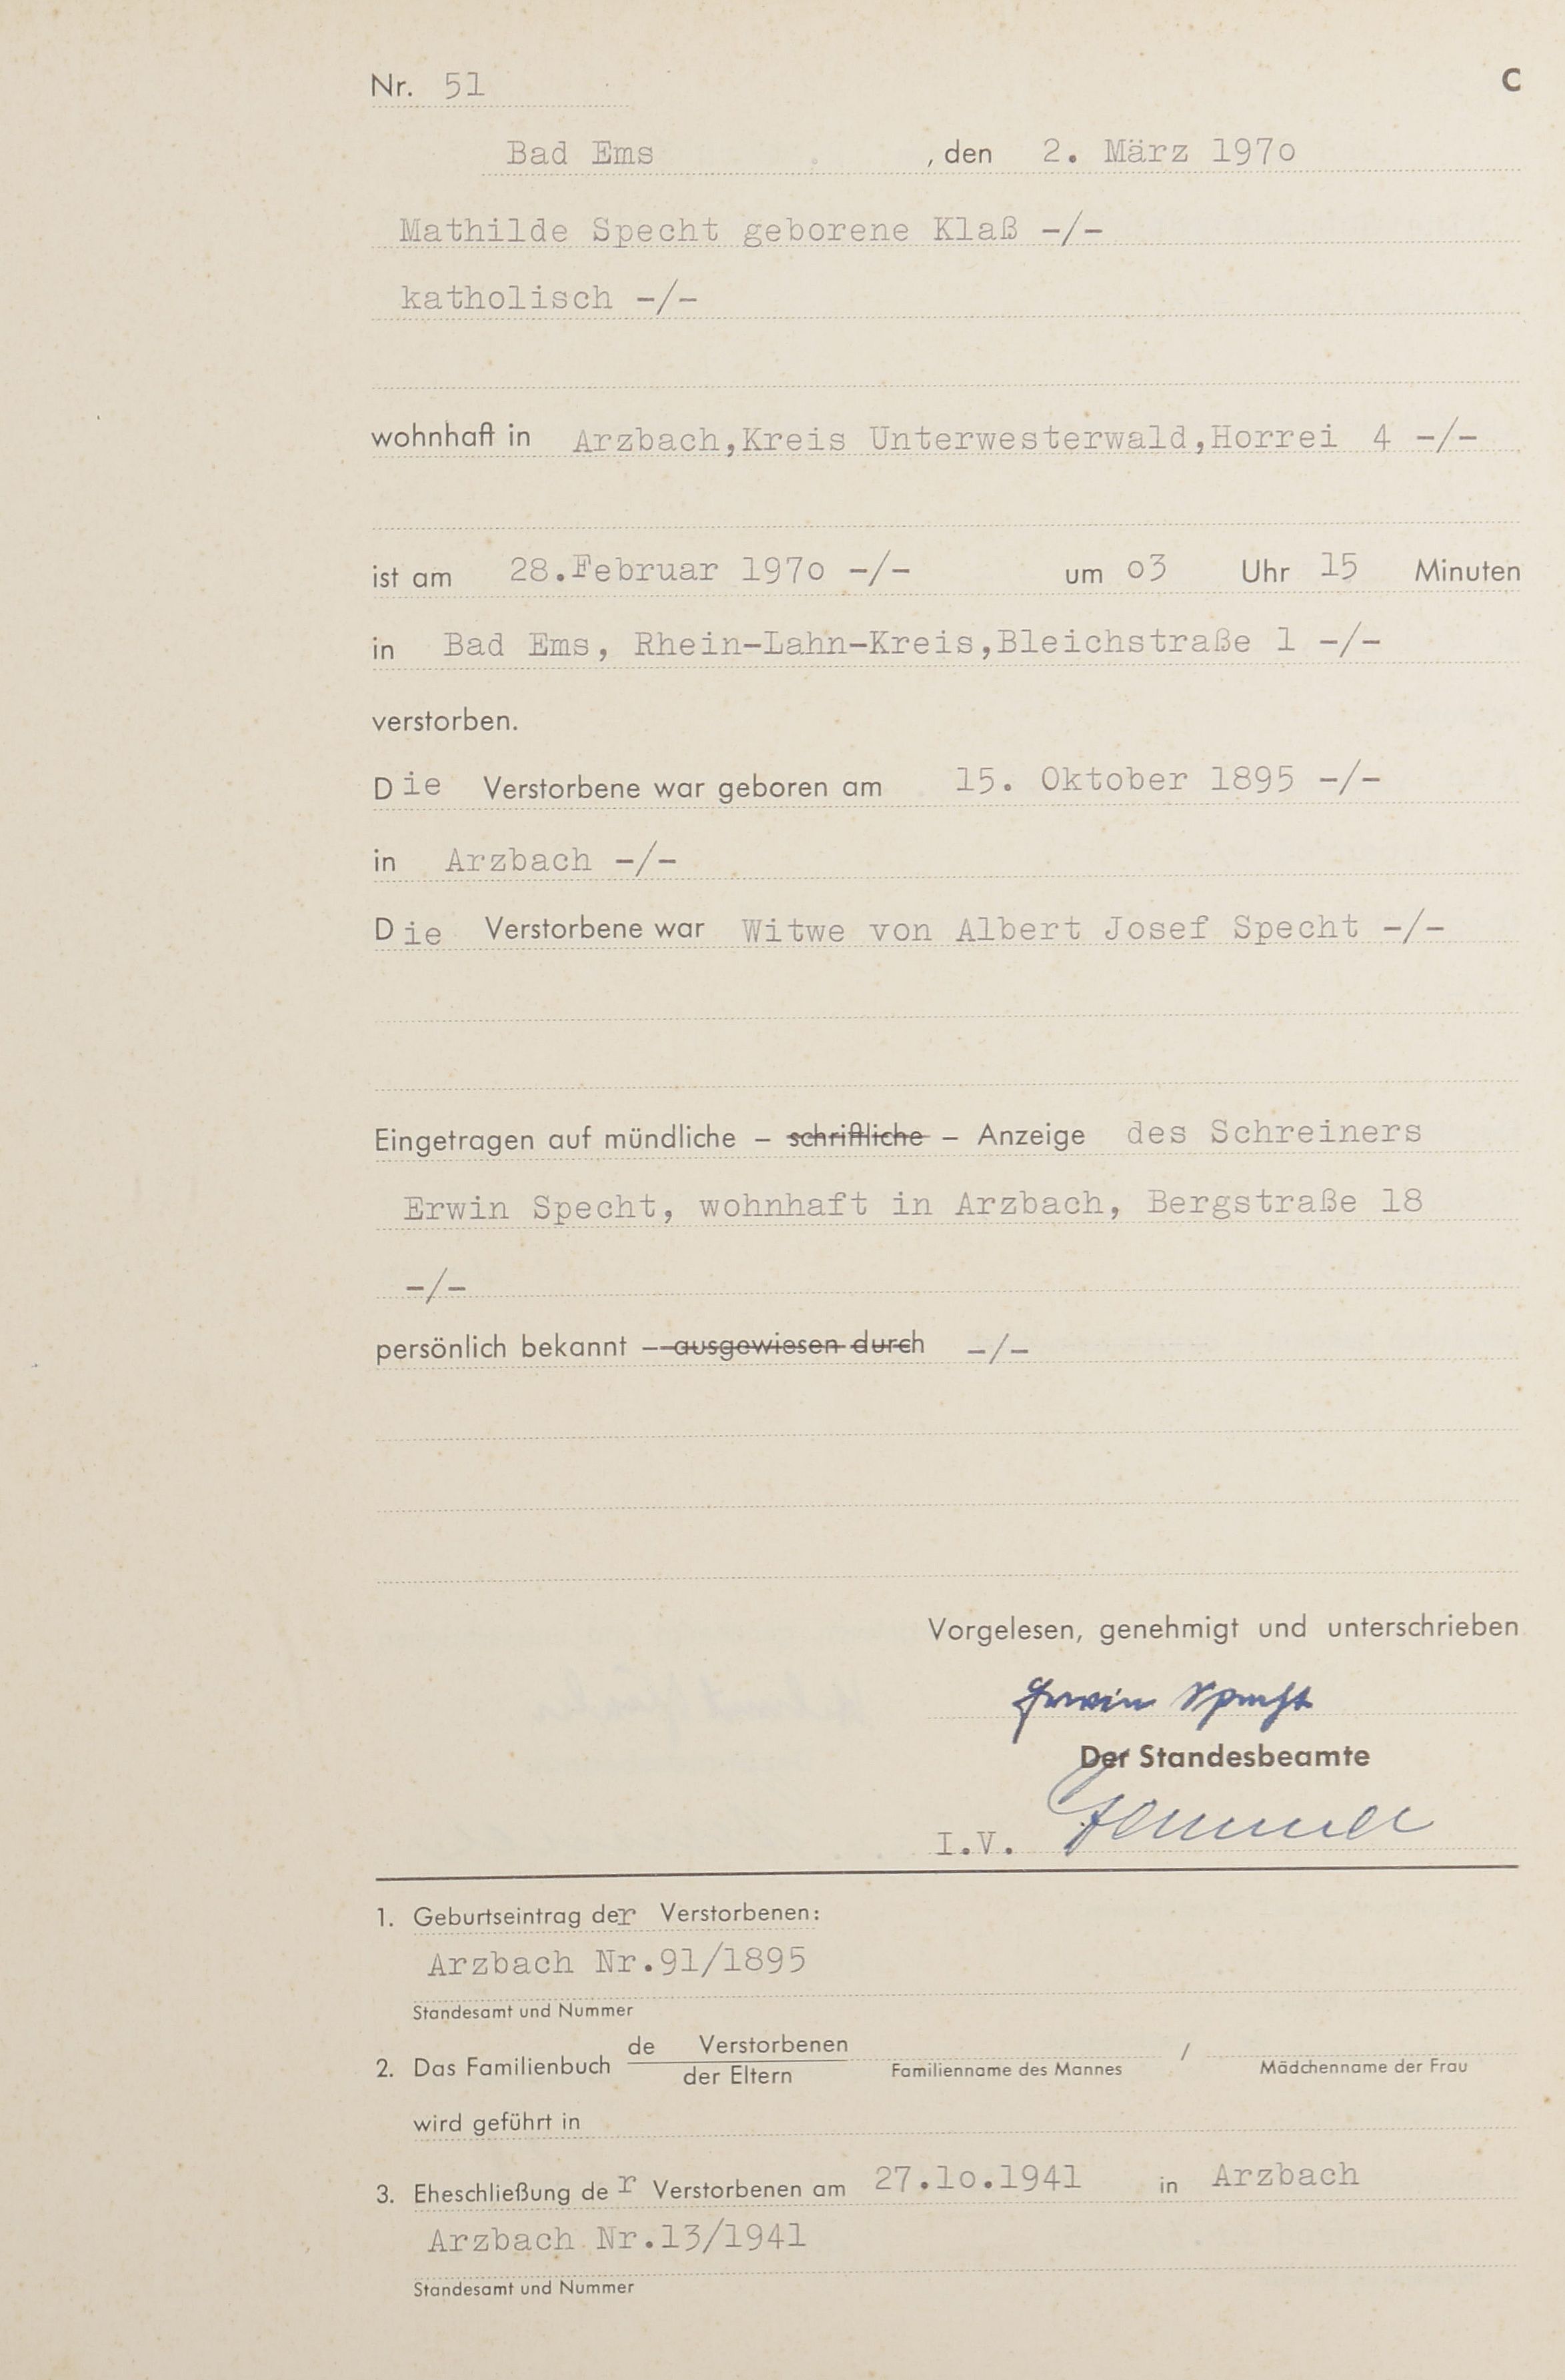 Nr. 51
C
Bad Ems , den 2. März 197o
Mathilde Specht geborene Klaß -/-
katholisch -/-
wohnhaft in Arzbach,Kreis Unterwesterwald,Horrei 4 -/-
ist am 28.Februar 197o -/- um o3 Uhr 15 Minuten
in Bad Ems, Rhein-Lahn-Kreis,Bleichstraße 1 -/-
verstorben.
Die Verstorbene war geboren am 15. Oktober 1895 -/-
in Arzbach -/-
Die Verstorbene war Witwe von Albert Josef Specht -/-
Eingetragen auf mündliche – schriftliche – Anzeige des Schreiners
Erwin Specht, wohnhaft in Arzbach, Bergstraße 18
-/-
persönlich bekannt – ausgewiesen durch -/-
Vorgelesen, genehmigt und unterschrieben
Erwin Specht
Der Standesbeamte
I.V.
1. Geburtseintrag der Verstorbenen:
Arzbach Nr.91/1895
Standesamt und Nummer
de Verstorbenen
2. Das Familienbuch /
der Eltern Familienname des Mannes Mädchenname der Frau
wird geführt in
3. Eheschließung der Verstorbenen am 27.1o.1941 in Arzbach
Arzbach Nr.13/1941
Standesamt und Nummer